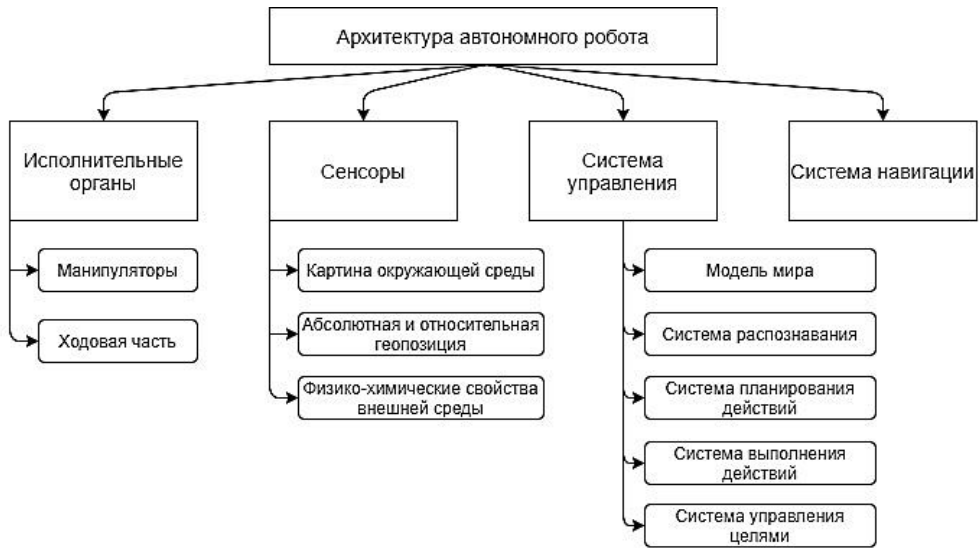 Архитектура автономного робота
Исполнительные
органы
Сенсоры
Система
управления
Система навигации
Манипуляторы
Ходовая часть
Картина окружающей среды
Абсолютная и относительная
геопозиция
Физико-химические свойства
внешней среды
Модель мира
Система распознавания
Система планирования
действий
Система выполнения
действий
Система управления
целями